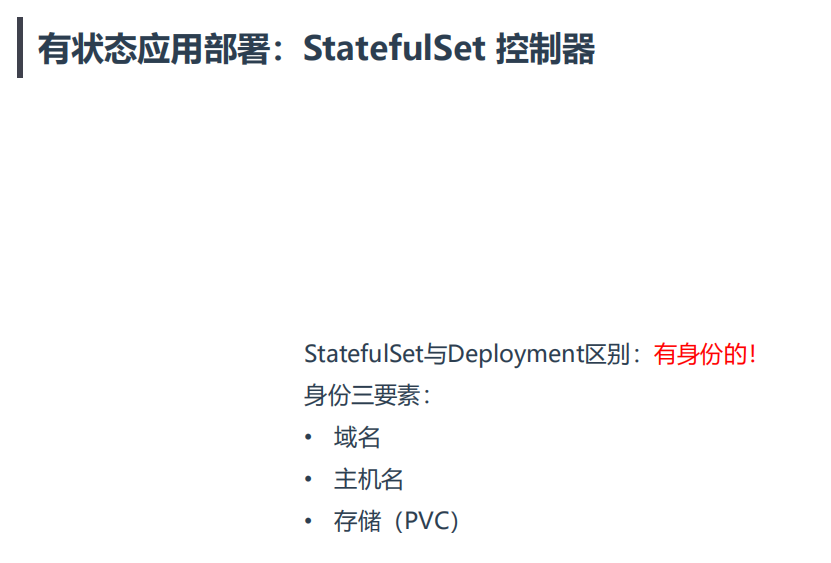 有状态应用部署：StatefulSet 控制器
StatefulSet与Deployment区别：有身份的！
身份三要素：
• 域名
• 主机名
• 存储（PVC）